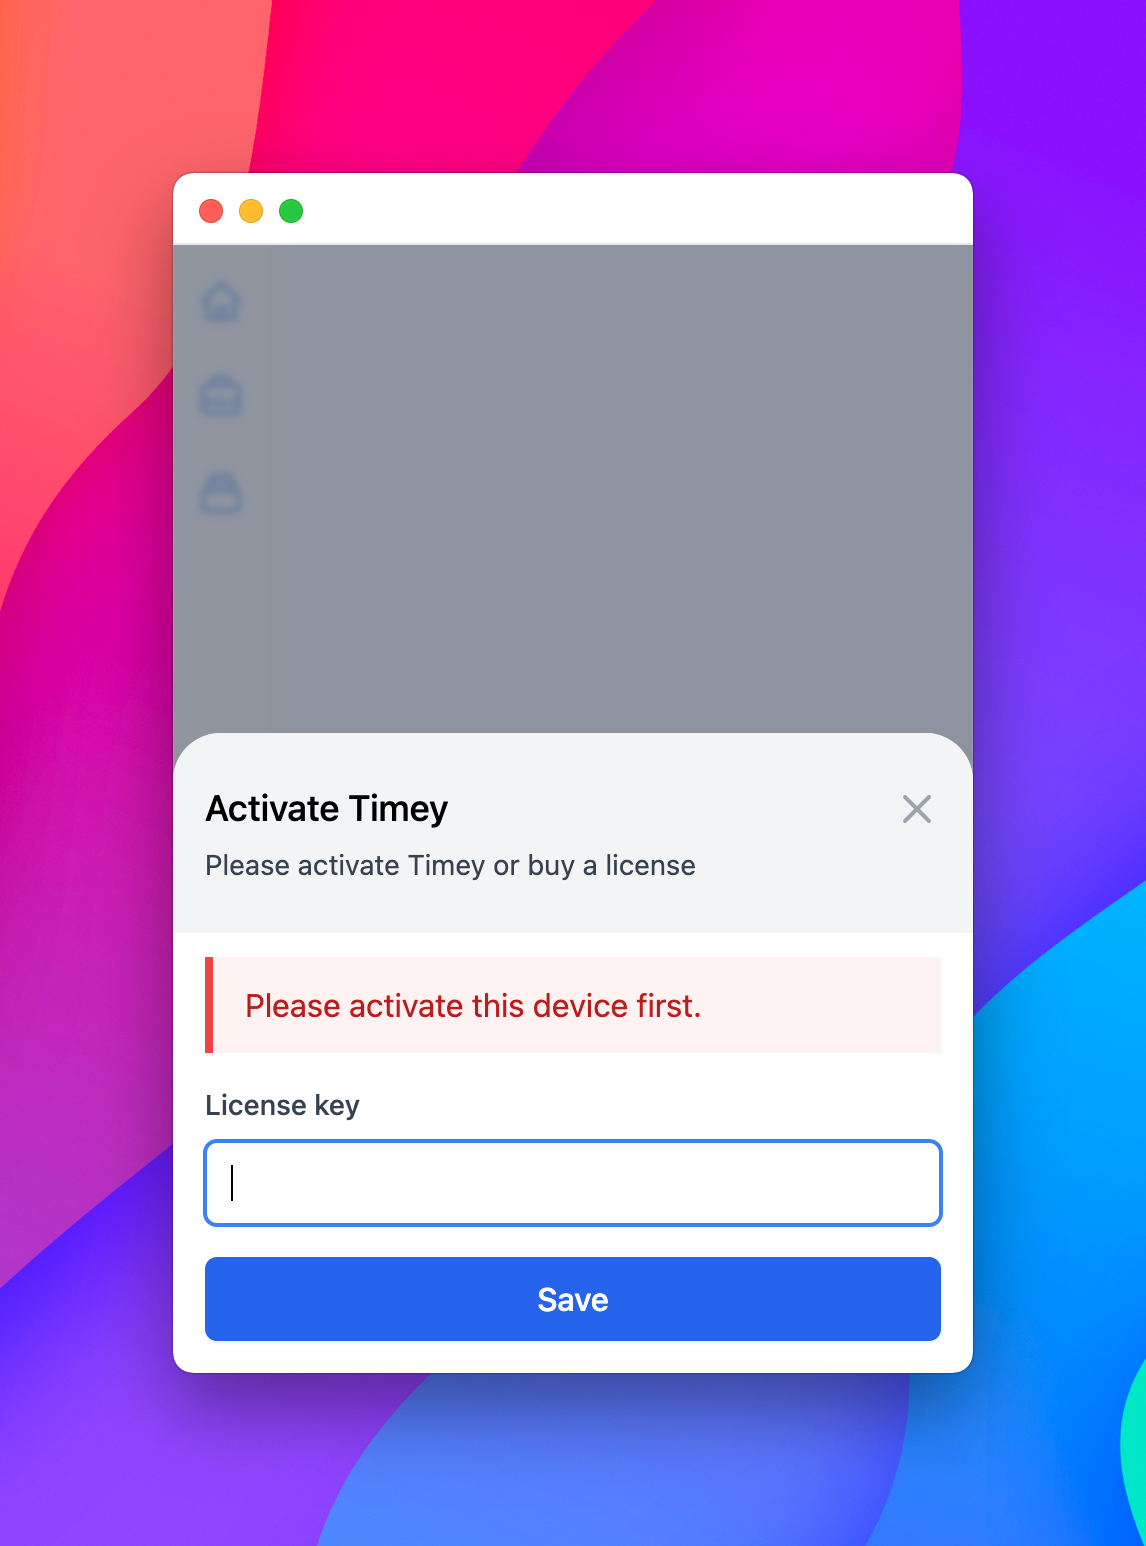 Activate Timey
Please activate Timey or buy a license
Please activate this device first.
License key
Save